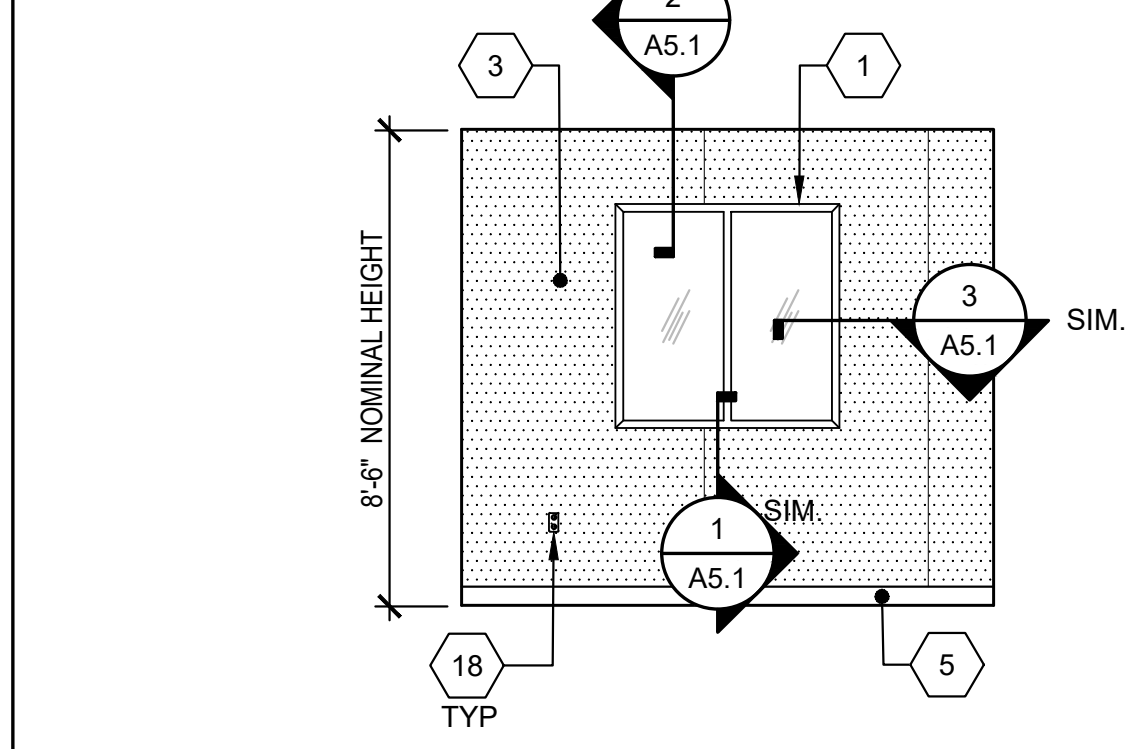 2
A5.1
3
1
8'-6" NOMINAL HEIGHT
3
A5.1
SIM.
SIM.
1
A5.1
18
TYP
5